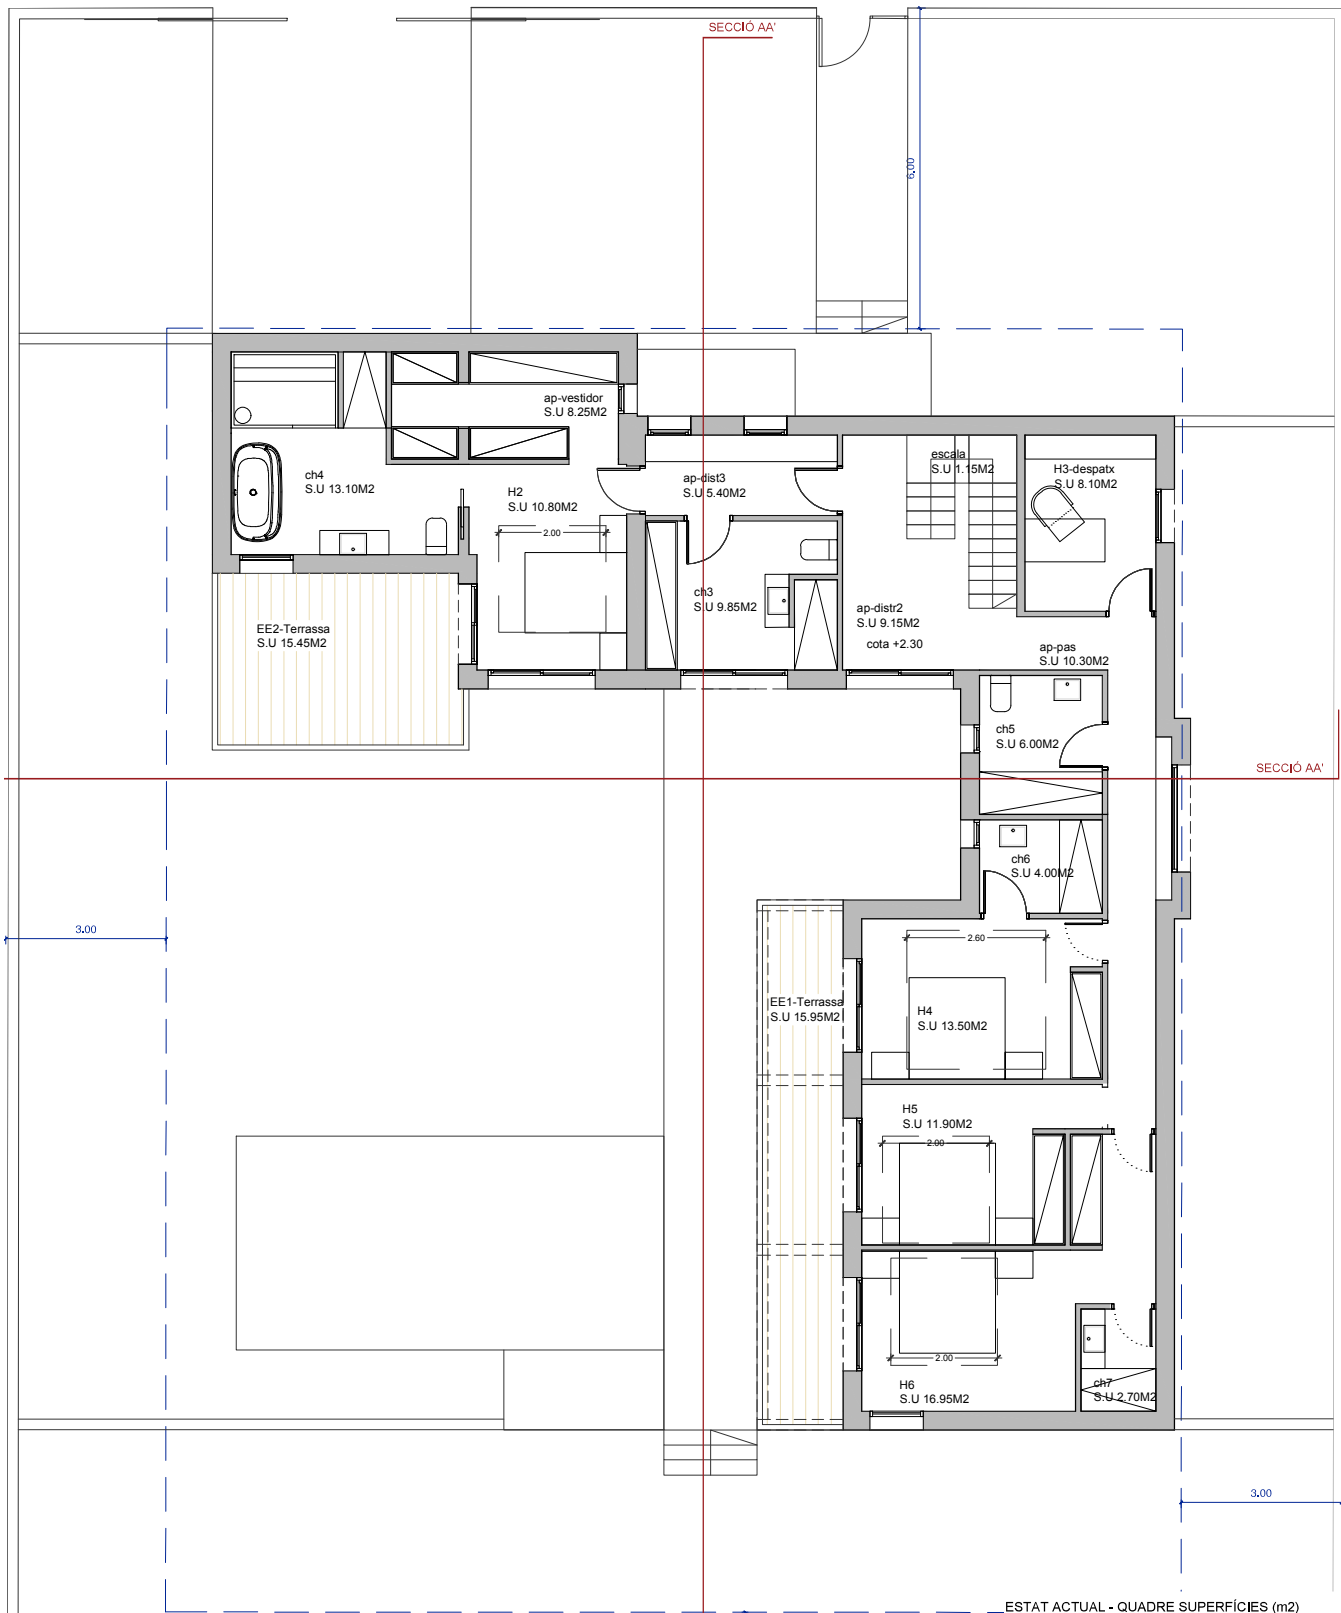 SECCIÓ AA'
6.00
ap-vestidor
S.U 8.25M2
ch4
S.U 13.10M2
H2
S.U 10.80M2
2.00
ap-dist3
S.U 5.40M2
escala
S.U 1.15M2
H3-despatx
S.U 8.10M2
ch3
S.U 9.85M2
ap-distr2
S.U 9.15M2
cota +2.30
EE2-Terrassa
S.U 15.45M2
ap-pas
S.U 10.30M2
ch5
S.U 6.00M2
SECCIÓ AA'
ch6
S.U 4.00M2
3.00
2.60
EE1-Terrassa
S.U 15.95M2
H4
S.U 13.50M2
H5
S.U 11.90M2
2.00
2.00
H6
S.U 16.95M2
ch7
S.U 2.70M2
3.00
ESTAT ACTUAL - QUADRE SUPERFÍCIES (m2)